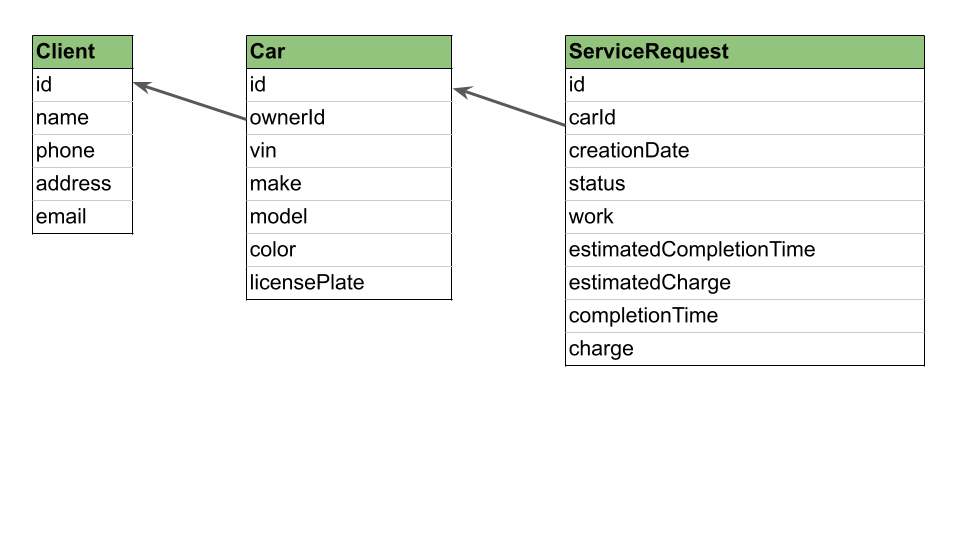 Client
id
name
phone
address
email
Car
id
ownerId
vin
make
model
color
licensePlate
ServiceRequest
id
carId
creationDate
status
work
estimatedCompletionTime
estimatedCharge
completionTime
charge